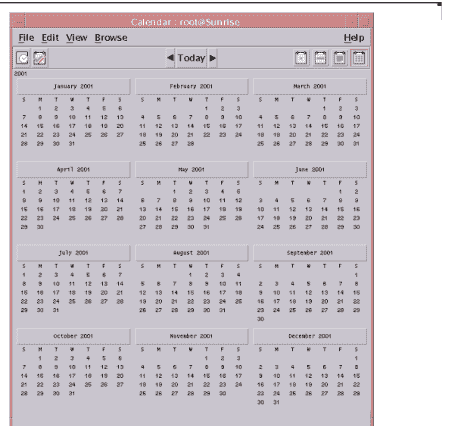 Calendar : root@Sunrise
File Edit View Browse Help
Today
2001
January 2001 February 2001 March 2001
S M T W T F S S M T W T F S S M T W T F S
1 2 3 4 5 6 1 2 3 1 2 3
7 8 9 10 11 12 13 4 5 6 7 8 9 10 4 5 6 7 8 9 10
14 15 16 17 18 19 20 11 12 13 14 15 16 17 11 12 13 14 15 16 17
21 22 23 24 25 26 27 18 19 20 21 22 23 24 18 19 20 21 22 23 24
28 29 30 31 25 26 27 28 25 26 27 28 29 30 31
April 2001 May 2001 June 2001
S M T W T F S S M T W T F S S M T W T F S
1 2 3 4 5 6 7 1 2 3 4 5 1 2
8 9 10 11 12 13 14 6 7 8 9 10 11 12 3 4 5 6 7 8 9
15 16 17 18 19 20 21 13 14 15 16 17 18 19 10 11 12 13 14 15 16
22 23 24 25 26 27 28 20 21 22 23 24 25 26 17 18 19 20 21 22 23
29 30 27 28 29 30 31 24 25 26 27 28 29 30
July 2001 August 2001 September 2001
S M T W T F S S M T W T F S S M T W T F S
1 2 3 4 5 6 7 1 2 3 4 1
8 9 10 11 12 13 14 5 6 7 8 9 10 11 2 3 4 5 6 7 8
15 16 17 18 19 20 21 12 13 14 15 16 17 18 9 10 11 12 13 14 15
22 23 24 25 26 27 28 19 20 21 22 23 24 25 16 17 18 19 20 21 22
29 30 31 26 27 28 29 30 31 23 24 25 26 27 28 29
30
October 2001 November 2001 December 2001
S M T W T F S S M T W T F S S M T W T F S
1 2 3 4 5 6 1 2 3 1
7 8 9 10 11 12 13 4 5 6 7 8 9 10 2 3 4 5 6 7 8
14 15 16 17 18 19 20 11 12 13 14 15 16 17 9 10 11 12 13 14 15
21 22 23 24 25 26 27 18 19 20 21 22 23 24 16 17 18 19 20 21 22
28 29 30 31 25 26 27 28 29 30 23 24 25 26 27 28 29
30 31